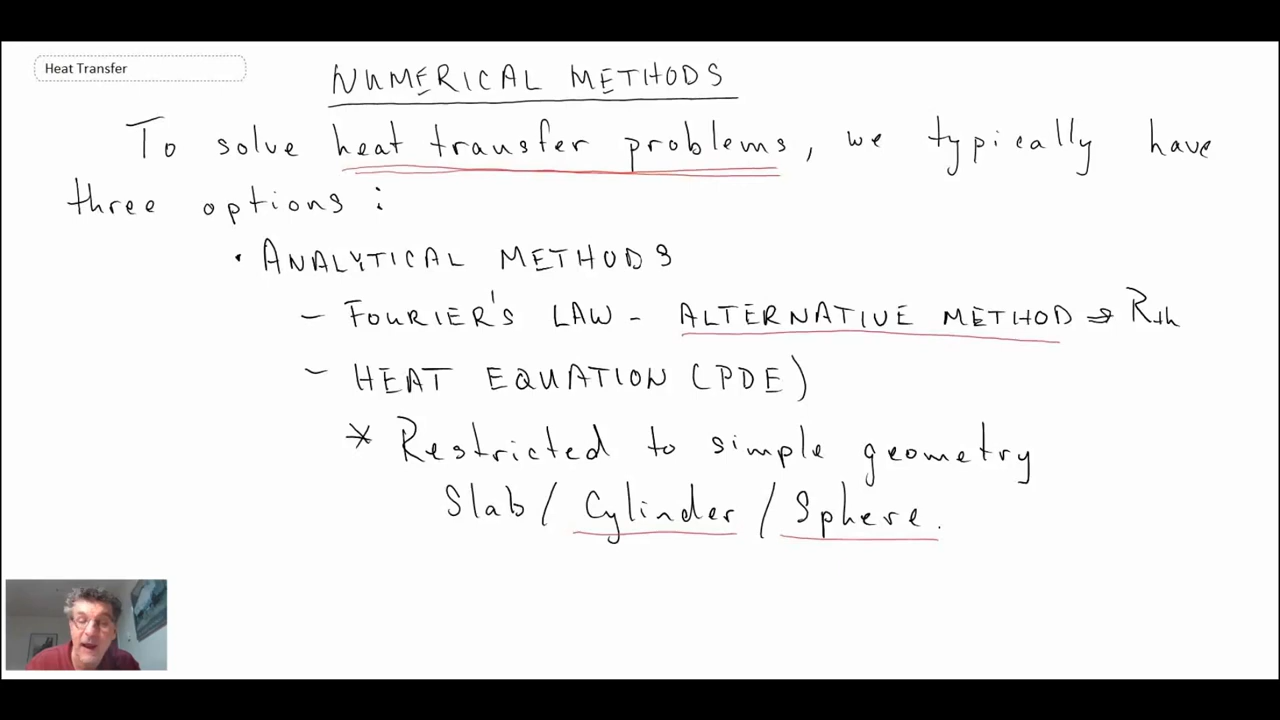 Heat Transfer
NUMERICAL METHODS
To solve heat transfer problems, we typically have
three options :
• ANALYTICAL METHODS
- FOURIER'S LAW - ALTERNATIVE METHOD → Rth
- HEAT EQUATION (PDE)
* Restricted to simple geometry
Slab / Cylinder / Sphere.